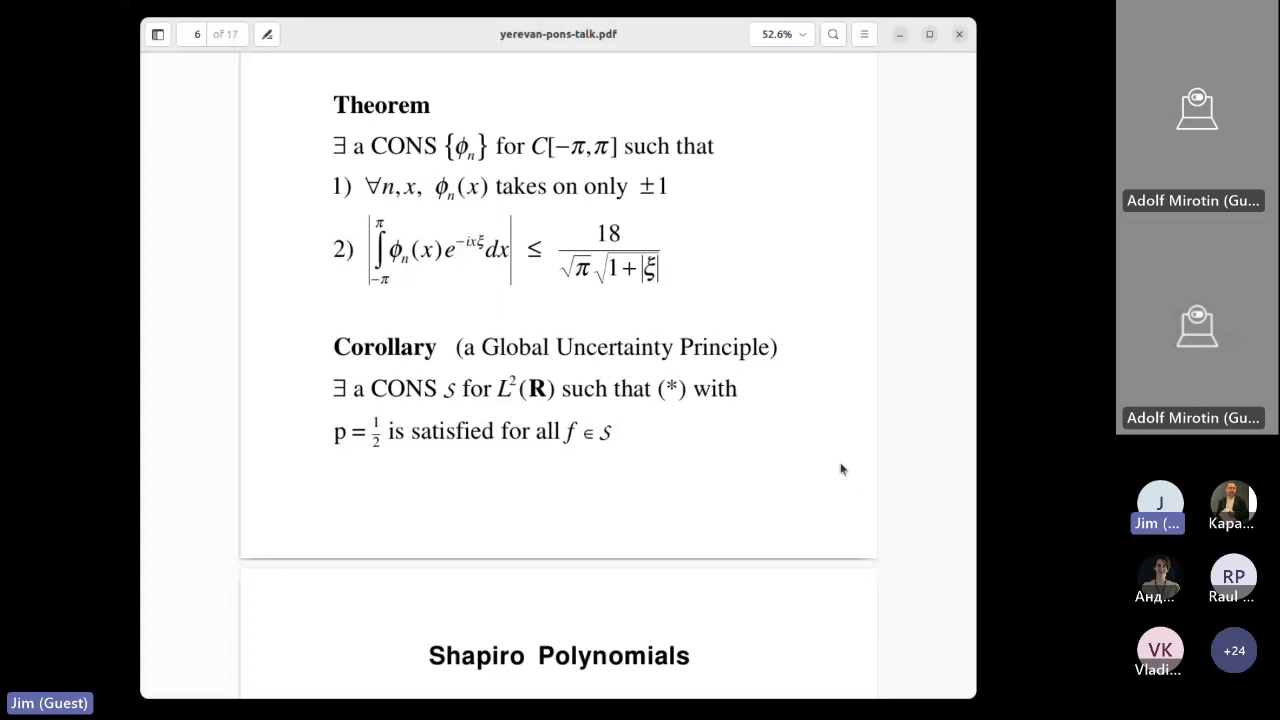 6 of 17
yerevan-pons-talk.pdf
52.6%
Theorem
∃ a CONS {ϕₙ} for C[−π,π] such that
1) ∀n,x, ϕₙ(x) takes on only ±1
2) |∫_{−π}^{π} ϕₙ(x)e^{−ixξ}dx| ≤ 18 / (√π √(1+|ξ|))
Corollary (a Global Uncertainty Principle)
∃ a CONS S for L²(R) such that (*) with
p = 1/2 is satisfied for all f ∈ S
Shapiro Polynomials
Adolf Mirotin (Gu...
Adolf Mirotin (Gu...
J
Jim (...
Кара...
Анд...
RP
Raul ...
VK
Vladi...
+24
Jim (Guest)